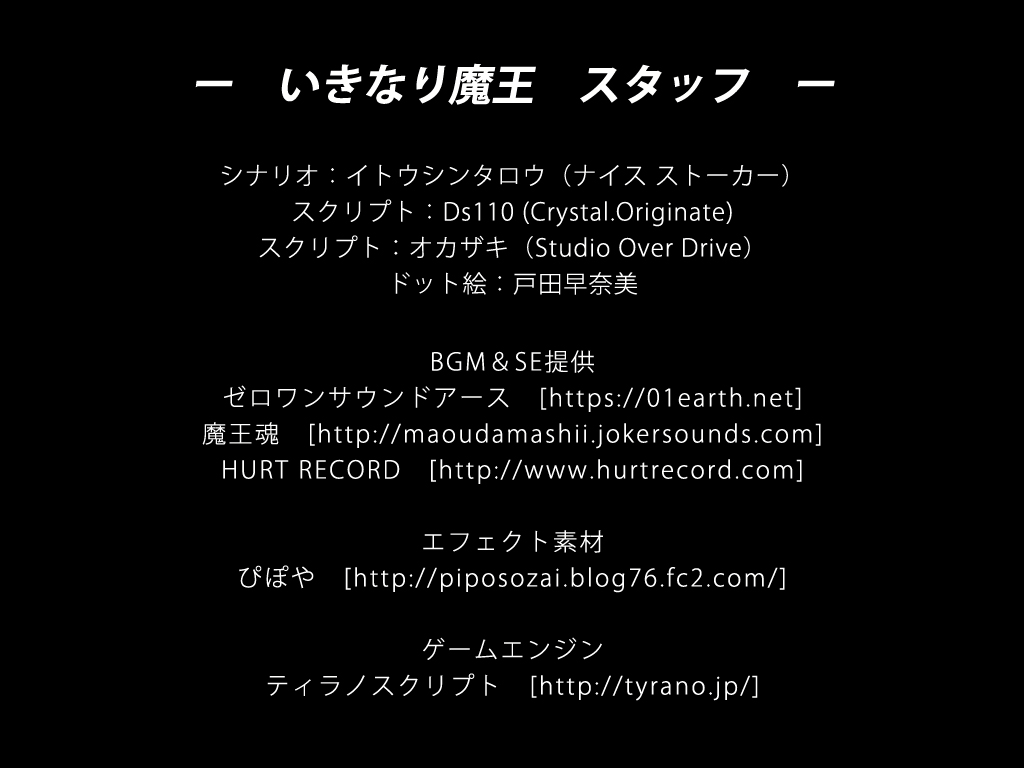 ー　いきなり魔王　スタッフ　ー
シナリオ：イトウシンタロウ（ナイス ストーカー）
スクリプト：Ds110 (Crystal.Originate)
スクリプト：オカザキ（Studio Over Drive）
ドット絵：戸田早奈美
BGM＆SE提供
ゼロワンサウンドアース　[https://01earth.net]
魔王魂　[http://maoudamashii.jokersounds.com]
HURT RECORD　[http://www.hurtrecord.com]
エフェクト素材
ぴぽや　[http://piposozai.blog76.fc2.com/]
ゲームエンジン
ティラノスクリプト　[http://tyrano.jp/]